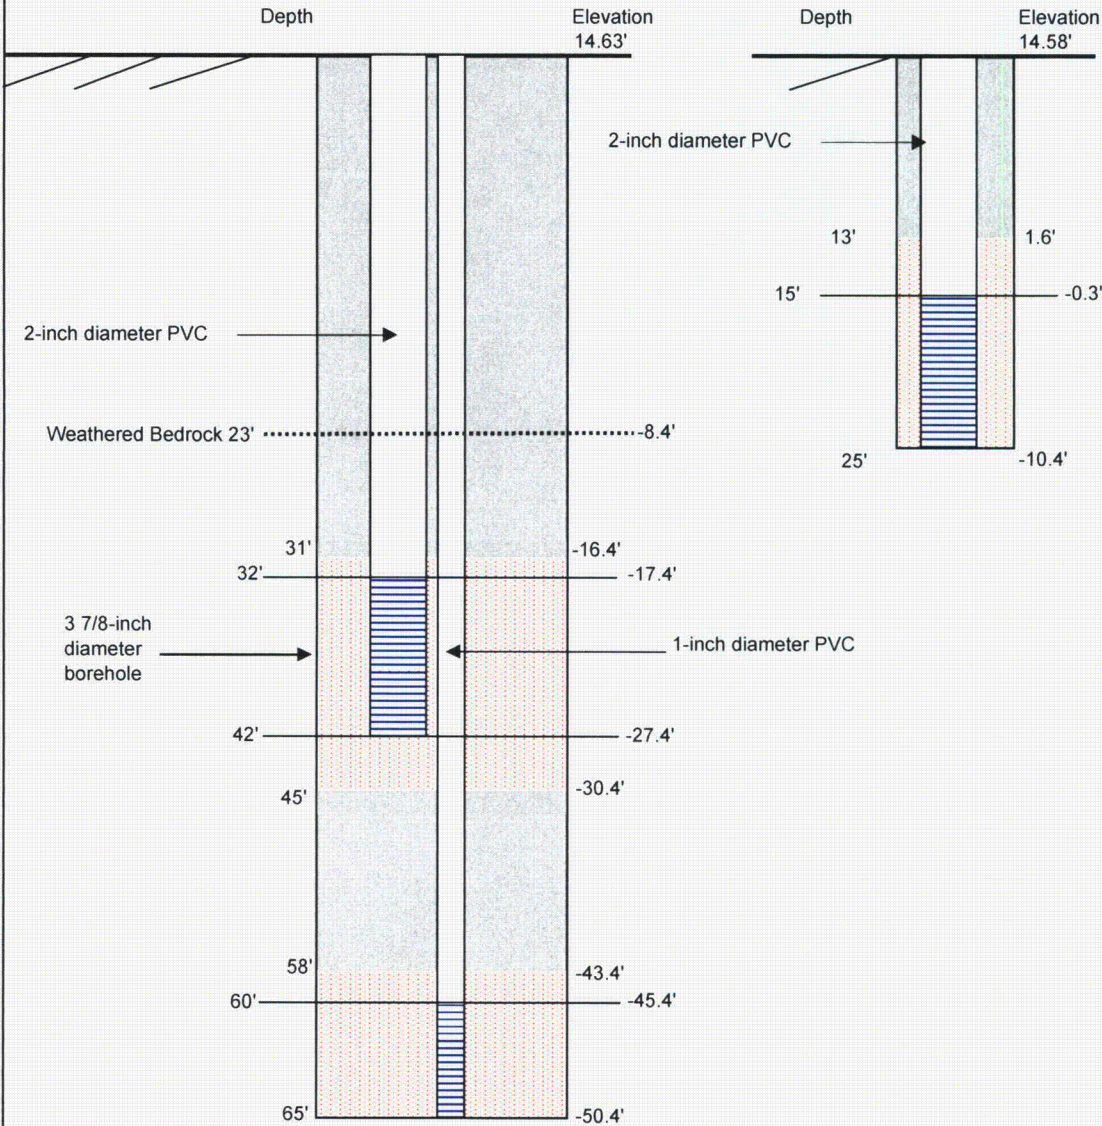 Depth
Elevation
14.63'
Depth
Elevation
14.58'
2-inch diameter PVC
13'
1.6'
15'
-0.3'
2-inch diameter PVC
Weathered Bedrock 23'
-8.4'
25'
-10.4'
31'
-16.4'
32'
-17.4'
3 7/8-inch
diameter
borehole
1-inch diameter PVC
42'
-27.4'
45'
-30.4'
58'
-43.4'
60'
-45.4'
65'
-50.4'